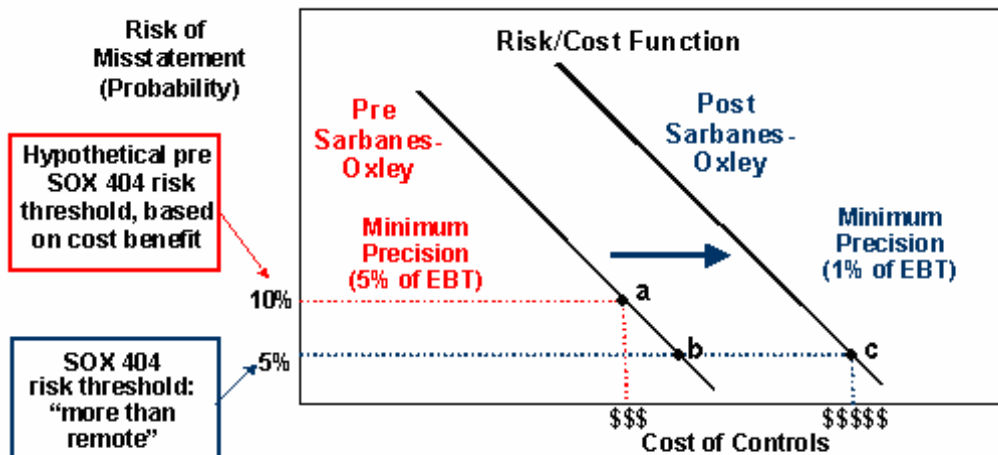 Risk of
Misstatement
(Probability)
Risk/Cost Function
Pre
Sarbanes-
Oxley
Post
Sarbanes-
Oxley
Hypothetical pre
SOX 404 risk
threshold, based
on cost benefit
Minimum
Precision
(5% of EBT)
Minimum
Precision
(1% of EBT)
10%
a
SOX 404
risk threshold:
“more than
remote”
5%
b
c
$$$
$$$$$
Cost of Controls